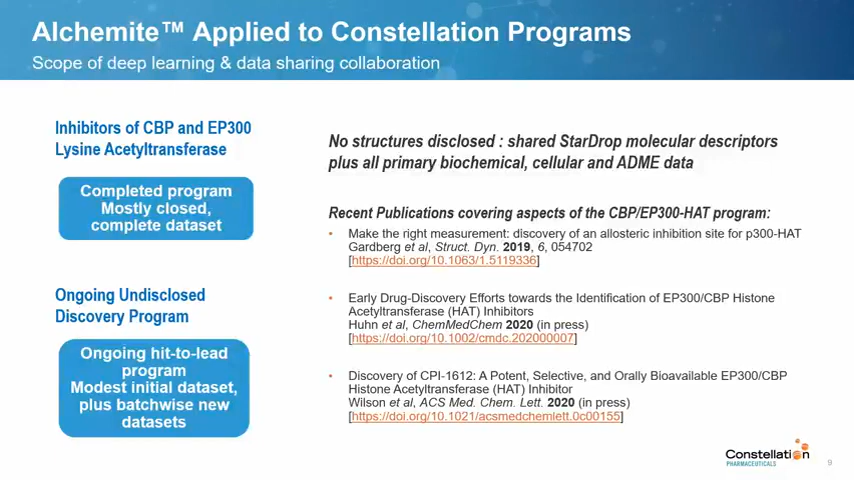 Alchemite™ Applied to Constellation Programs
Scope of deep learning & data sharing collaboration
Inhibitors of CBP and EP300
Lysine Acetyltransferase
Completed program
Mostly closed,
complete dataset
Ongoing Undisclosed
Discovery Program
Ongoing hit-to-lead
program
Modest initial dataset,
plus batchwise new
datasets
No structures disclosed : shared StarDrop molecular descriptors
plus all primary biochemical, cellular and ADME data
Recent Publications covering aspects of the CBP/EP300-HAT program:
• Make the right measurement: discovery of an allosteric inhibition site for p300-HAT
Gardberg et al, Struct. Dyn. 2019, 6, 054702
[https://doi.org/10.1063/1.5119336]
• Early Drug-Discovery Efforts towards the Identification of EP300/CBP Histone
Acetyltransferase (HAT) Inhibitors
Huhn et al, ChemMedChem 2020 (in press)
[https://doi.org/10.1002/cmdc.202000007]
• Discovery of CPI-1612: A Potent, Selective, and Orally Bioavailable EP300/CBP
Histone Acetyltransferase (HAT) Inhibitor
Wilson et al, ACS Med. Chem. Lett. 2020 (in press)
[https://doi.org/10.1021/acsmedchemlett.0c00155]
Constellation
PHARMACEUTICALS
9